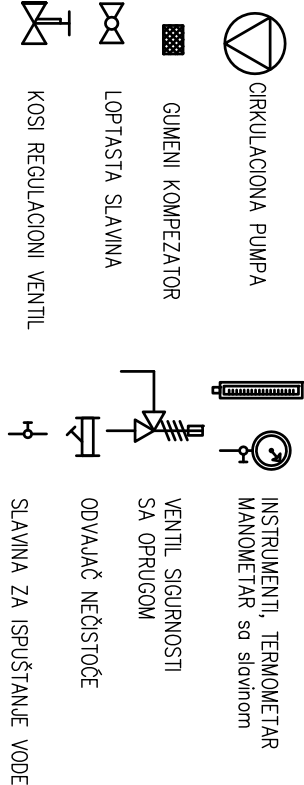 CIRKULACIONA PUMPA
GUMENI KOMPEZATOR
LOPTASTA SLAVINA
KOSI REGULACIONI VENTIL
INSTRUMENTI, TERMOMETAR
MANOMETAR sa slavinom
VENTIL SIGURNOSTI
SA OPRUGOM
ODVAJAČ NEČISTOĆE
SLAVINA ZA ISPUŠTANJE VODE